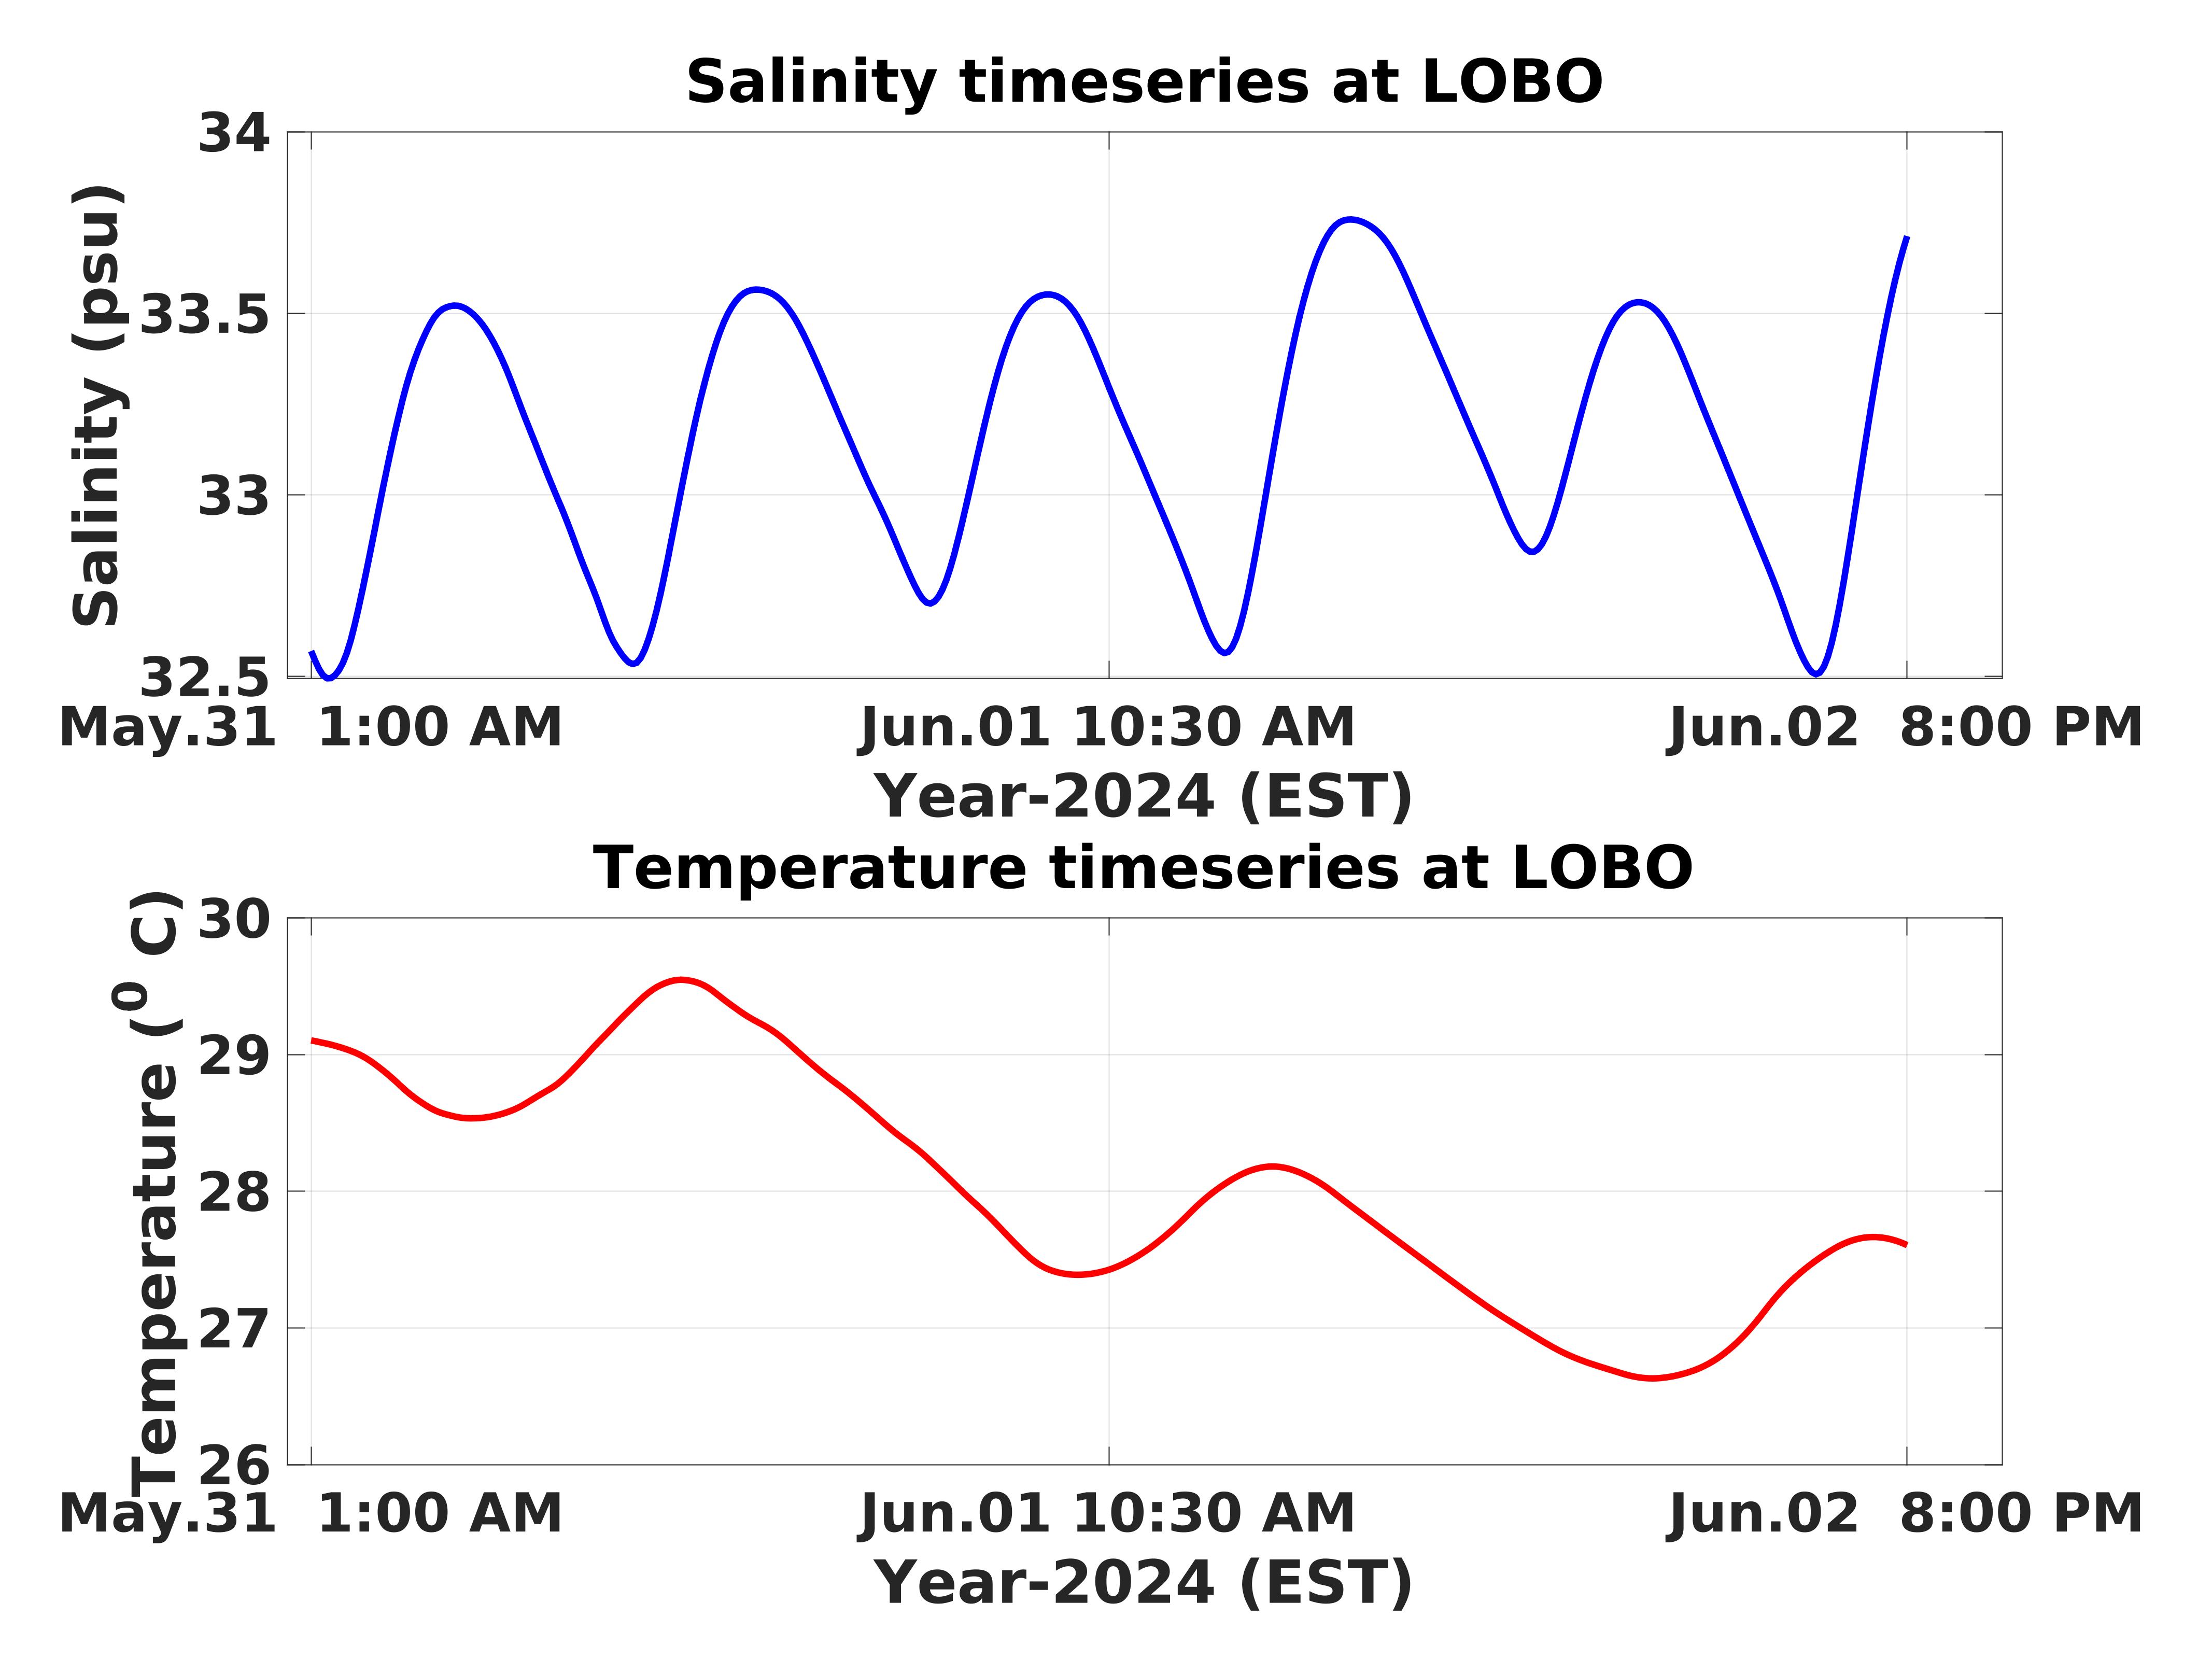 Salinity timeseries at LOBO
Salinity (psu)
34
33.5
33
32.5
May.31  1:00 AM
Jun.01 10:30 AM
Jun.02  8:00 PM
Year-2024 (EST)
Temperature timeseries at LOBO
Temperature (⁰ C)
30
29
28
27
26
May.31  1:00 AM
Jun.01 10:30 AM
Jun.02  8:00 PM
Year-2024 (EST)